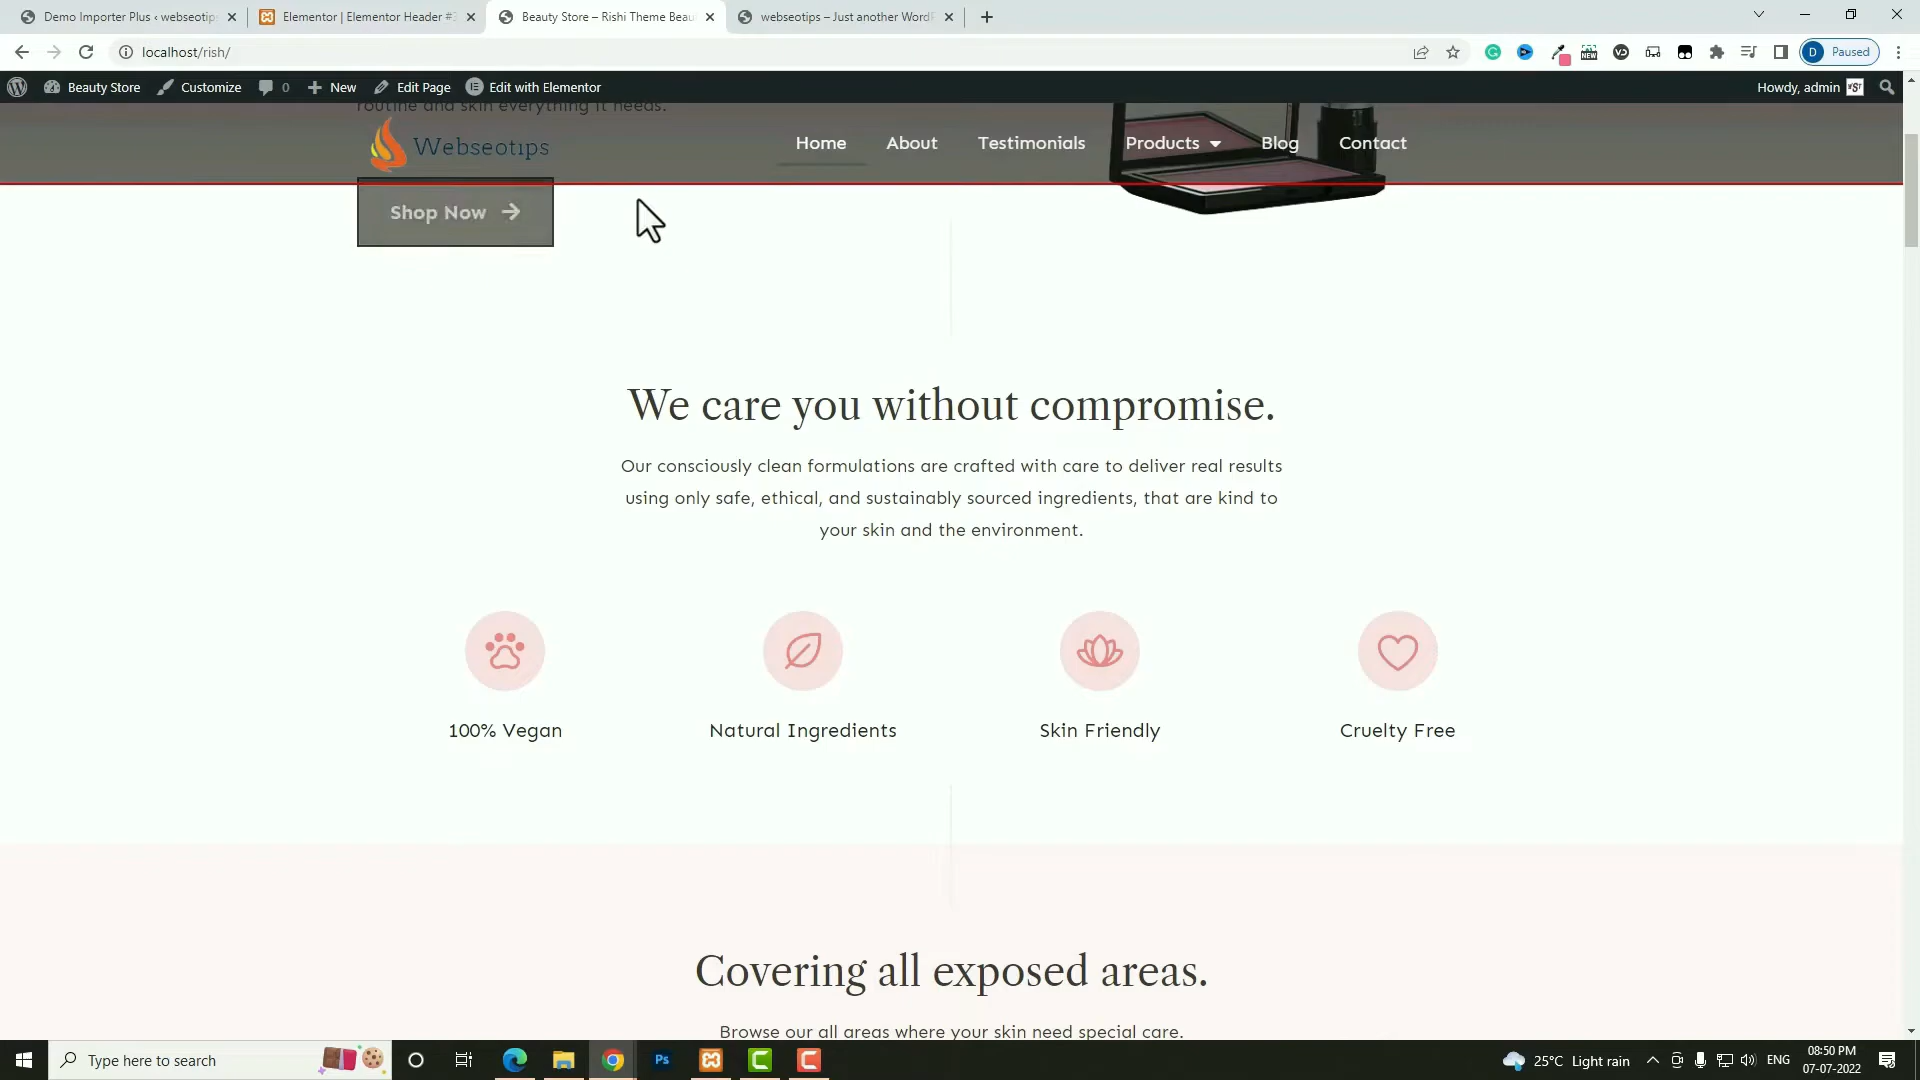 Demo Importer Plus ‹ webseotips
Elementor | Elementor Header #3
Beauty Store – Rishi Theme Beau
webseotips – Just another WordP
localhost/rish/
NEW
D Paused
Beauty Store
Customize
0
New
Edit Page
Edit with Elementor
Howdy, admin
routine and skin everything it needs.
Webseotips
Home
About
Testimonials
Products
Blog
Contact
Shop Now
We care you without compromise.
Our consciously clean formulations are crafted with care to deliver real results
using only safe, ethical, and sustainably sourced ingredients, that are kind to
your skin and the environment.
100% Vegan
Natural Ingredients
Skin Friendly
Cruelty Free
Covering all exposed areas.
Browse our all areas where your skin need special care.
Type here to search
Ps
25°C Light rain
ENG
08:50 PM
07-07-2022